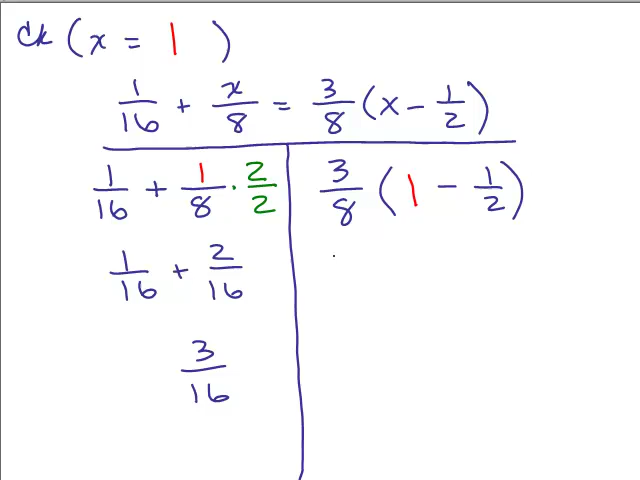 ck (x = 1 )
1/16 + x/8 = 3/8 (x - 1/2)
1/16 + 1/8 · 2/2 3/8 (1 - 1/2)
1/16 + 2/16
3/16